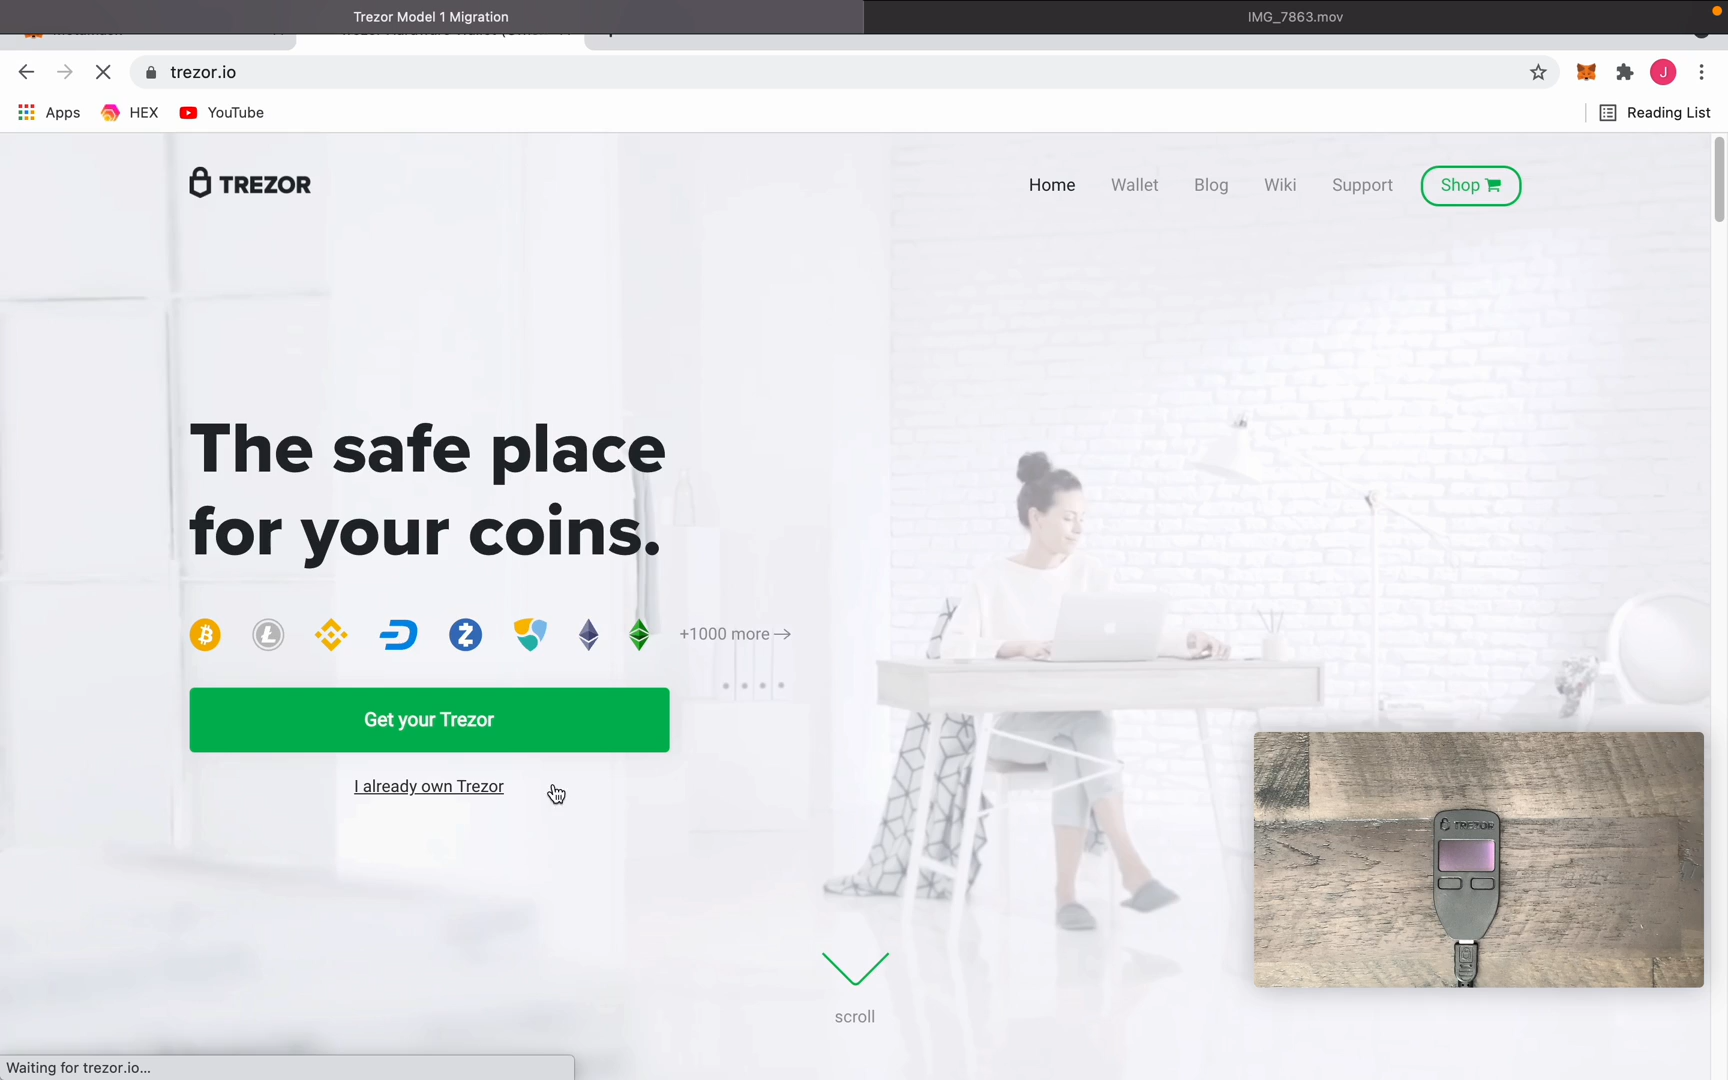 Trezor Model 1 Migration
IMG_7863.mov
trezor.io
J
Apps
HEX
YouTube
Reading List
TREZOR
Home
Wallet
Blog
Wiki
Support
Shop
The safe place
for your coins.
+1000 more
Get your Trezor
I already own Trezor
TREZOR
scroll
Waiting for trezor.io...